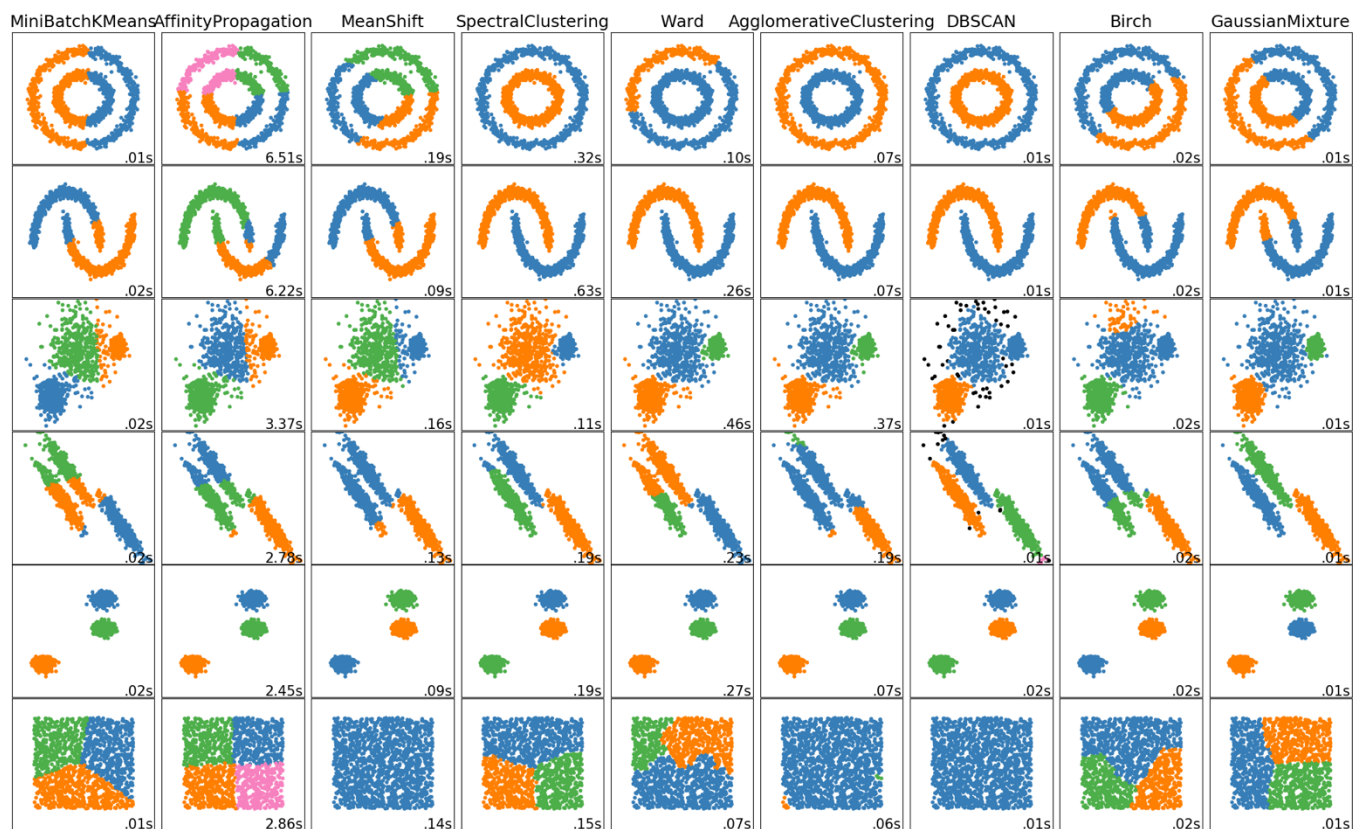 MiniBatchKMeans AffinityPropagation MeanShift SpectralClustering Ward AgglomerativeClustering DBSCAN Birch GaussianMixture
.01s 6.51s .19s .32s .10s .07s .01s .02s .01s
.02s 6.22s .09s .63s .26s .07s .01s .02s .01s
.02s 3.37s .16s .11s .46s .37s .01s .02s .01s
.02s 2.78s .13s .19s .23s .19s .01s .02s .01s
.02s 2.45s .09s .19s .27s .07s .02s .02s .01s
.01s 2.86s .14s .15s .07s .06s .01s .02s .01s